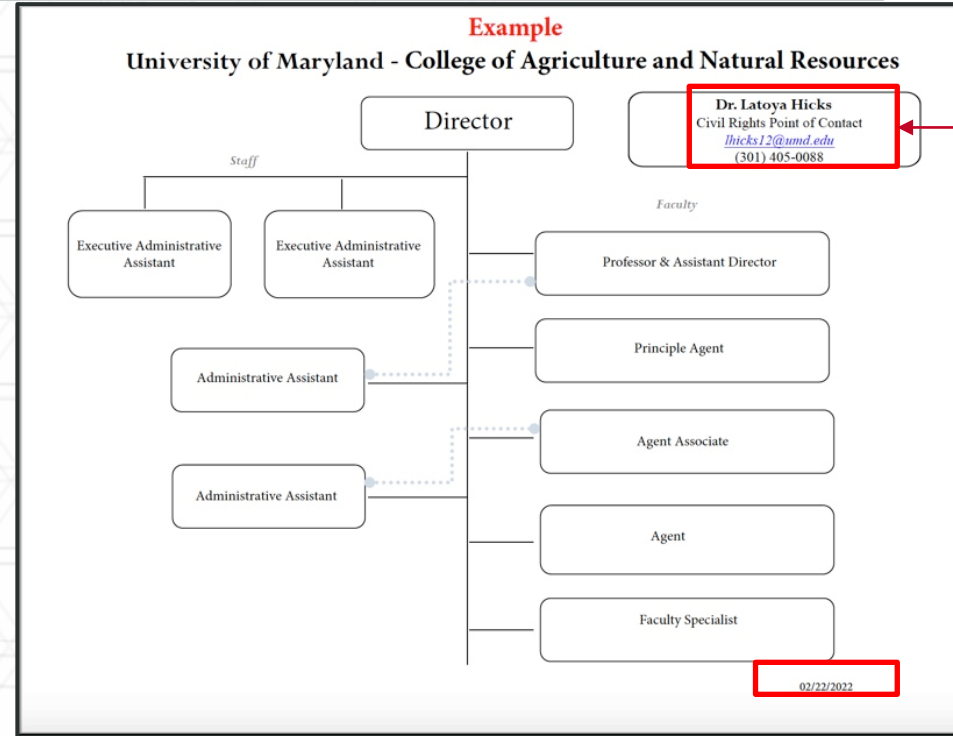 Example
University of Maryland - College of Agriculture and Natural Resources
Director
Dr. Latoya Hicks
Civil Rights Point of Contact
lhicks12@umd.edu
(301) 405-0088
Staff
Faculty
Executive Administrative
Assistant
Executive Administrative
Assistant
Professor & Assistant Director
Principle Agent
Administrative Assistant
Agent Associate
Administrative Assistant
Agent
Faculty Specialist
02/22/2022